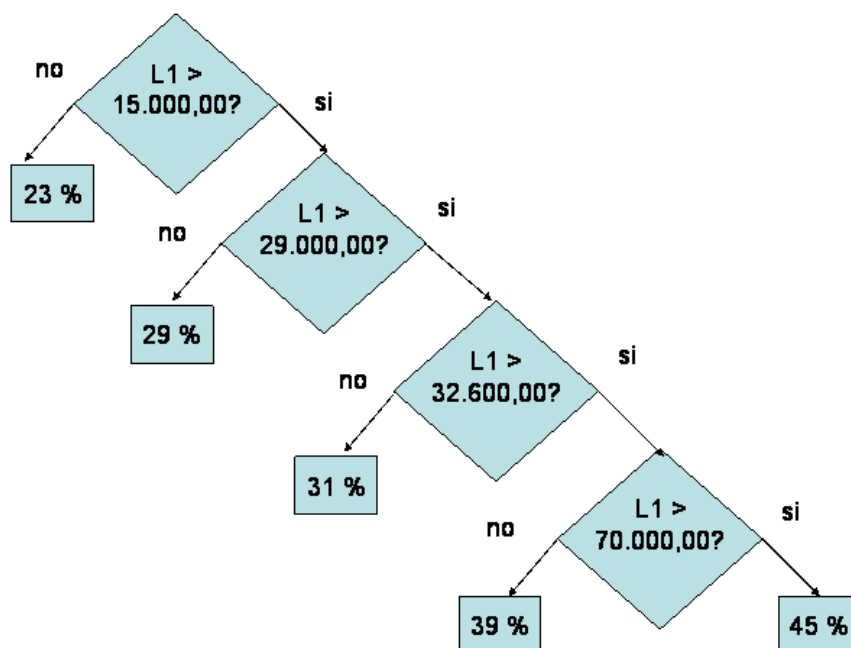 no
L1 >
15.000,00?
si
23 %
no
L1 >
29.000,00?
si
29 %
no
L1 >
32.600,00?
si
31 %
no
L1 >
70.000,00?
si
39 %
45 %